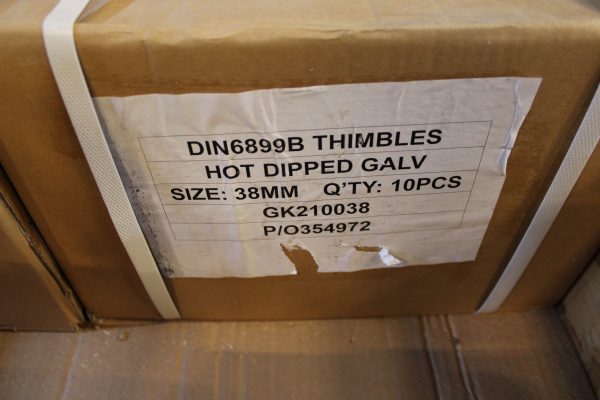 DIN6899B THIMBLES
HOT DIPPED GALV
SIZE: 38MM Q'TY: 10PCS
GK210038
P/O354972